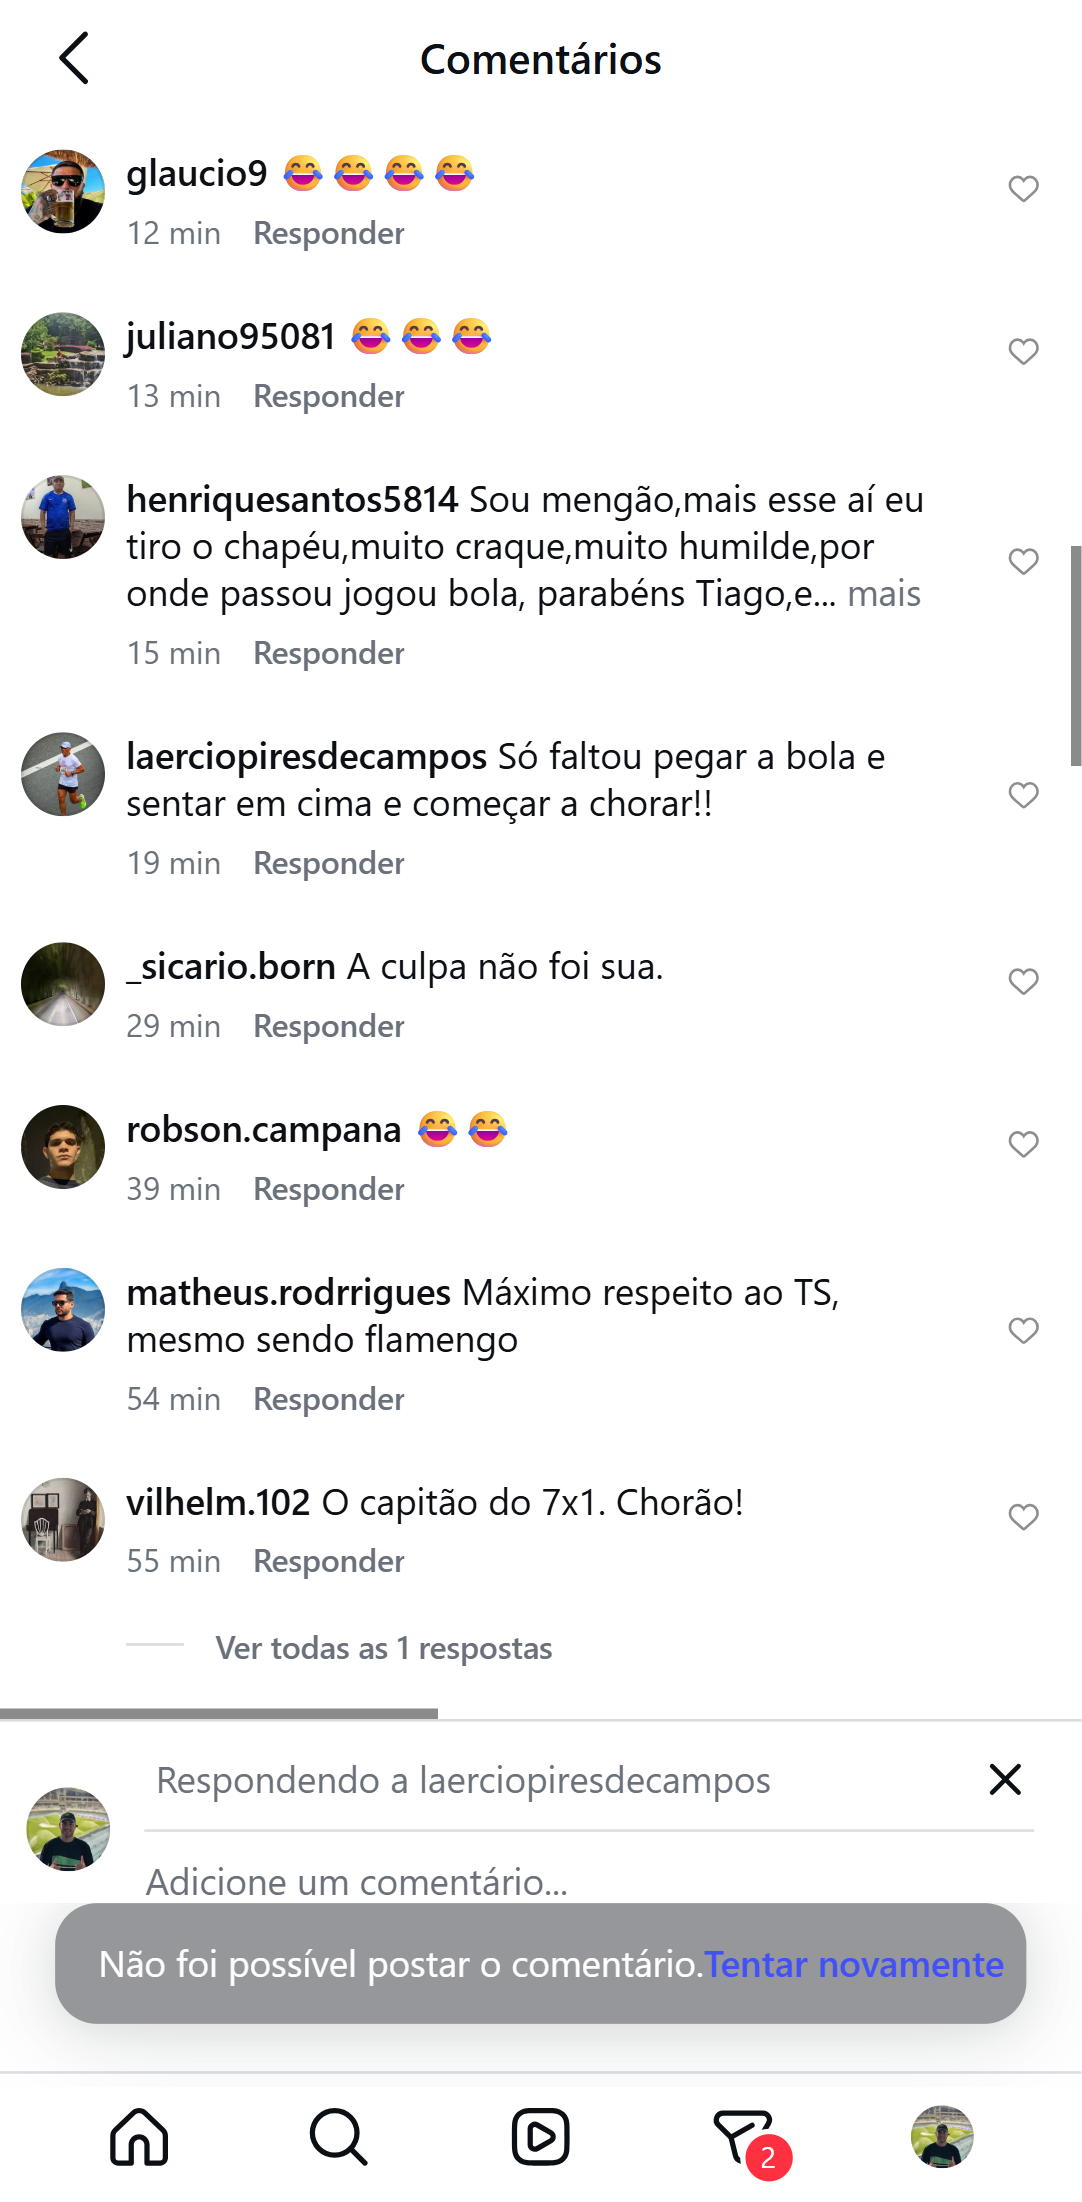 Comentários
glaucio9 😂😂😂😂
12 min Responder
juliano95081 😂😂😂
13 min Responder
henriquesantos5814 Sou mengão,mais esse aí eu
tiro o chapéu,muito craque,muito humilde,por
onde passou jogou bola, parabéns Tiago,e... mais
15 min Responder
laerciopiresdecampos Só faltou pegar a bola e
sentar em cima e começar a chorar!!
19 min Responder
_sicario.born A culpa não foi sua.
29 min Responder
robson.campana 😂😂
39 min Responder
matheus.rodrrigues Máximo respeito ao TS,
mesmo sendo flamengo
54 min Responder
vilhelm.102 O capitão do 7x1. Chorão!
55 min Responder
Ver todas as 1 respostas
Respondendo a laerciopiresdecampos
Adicione um comentário...
Não foi possível postar o comentário.Tentar novamente
2